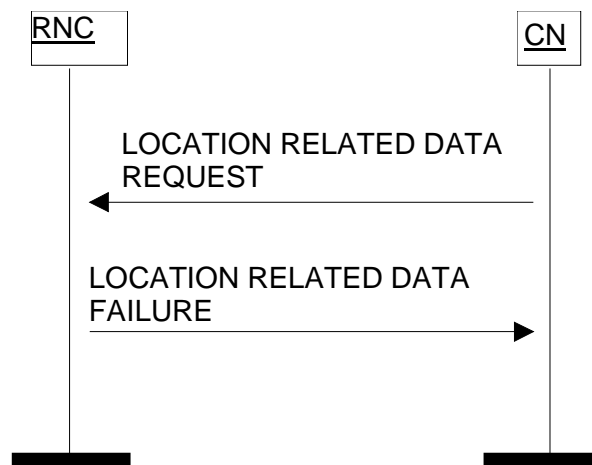 RNC
CN
LOCATION RELATED DATA
REQUEST
LOCATION RELATED DATA
FAILURE